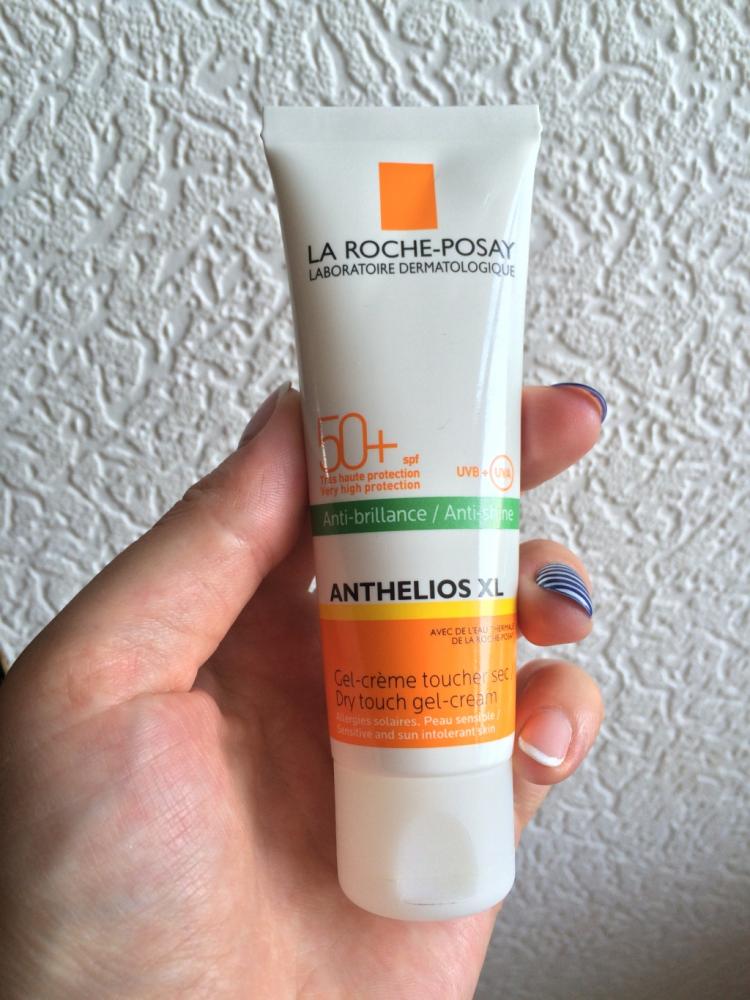 LA ROCHE-POSAY
LABORATOIRE DERMATOLOGIQUE
50+ spf
Très haute protection
Very high protection
UVB + UVA
Anti-brillance / Anti-shine
ANTHELIOS XL
AVEC DE L'EAU THERMALE
DE LA ROCHE-POSAY
Gel-crème toucher sec /
Dry touch gel-cream
Allergies solaires. Peau sensible /
Sensitive and sun intolerant skin